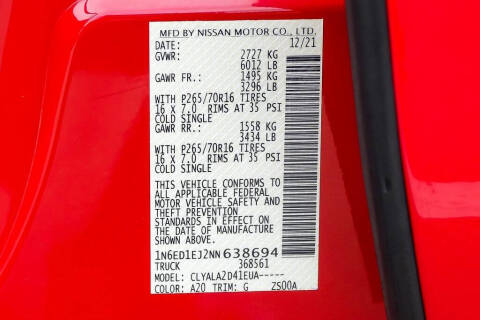 MFD BY NISSAN MOTOR CO., LTD.
DATE: 12/21
GVWR: 2727 KG
6012 LB
GAWR FR.: 1495 KG
3296 LB
WITH P265/70R16 TIRES
16 X 7.0 RIMS AT 35 PSI
COLD SINGLE
GAWR RR.: 1558 KG
3434 LB
WITH P265/70R16 TIRES
16 X 7.0 RIMS AT 35 PSI
COLD SINGLE
THIS VEHICLE CONFORMS TO
ALL APPLICABLE FEDERAL
MOTOR VEHICLE SAFETY AND
THEFT PREVENTION
STANDARDS IN EFFECT ON
THE DATE OF MANUFACTURE
SHOWN ABOVE.
1N6ED1EJ2NN638694
TRUCK 368561
MODEL: CLYALA2D41EUA-----
COLOR: A20 TRIM: G ZS00A